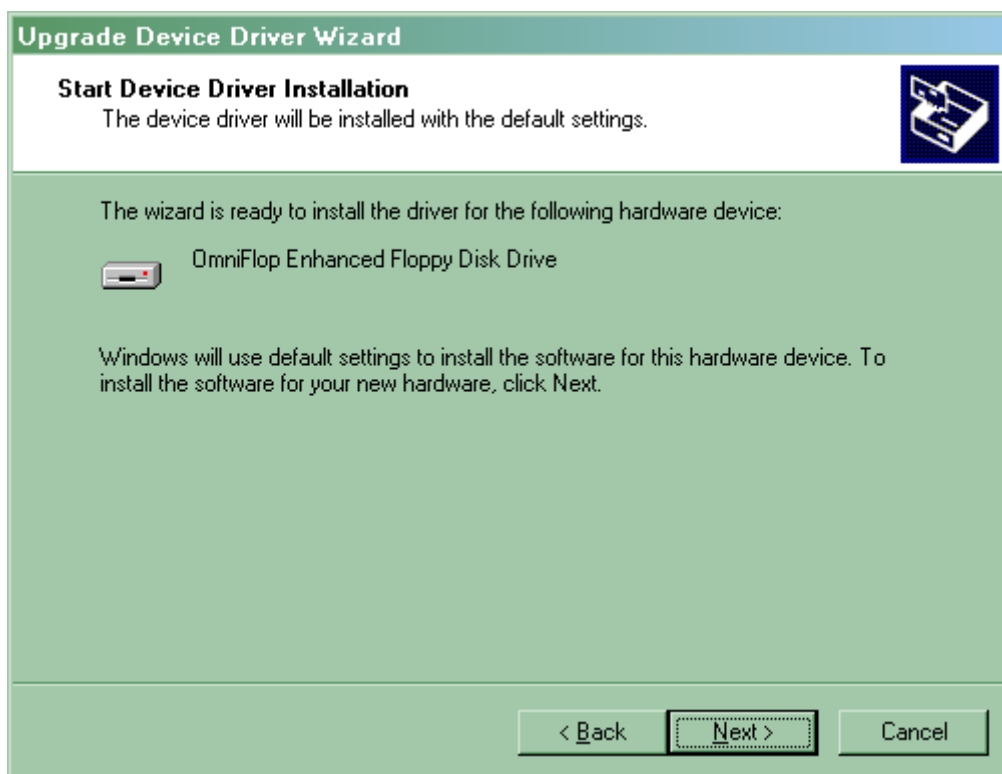 Upgrade Device Driver Wizard
Start Device Driver Installation
The device driver will be installed with the default settings.
The wizard is ready to install the driver for the following hardware device:
OmniFlop Enhanced Floppy Disk Drive
Windows will use default settings to install the software for this hardware device. To
install the software for your new hardware, click Next.
< Back Next > Cancel